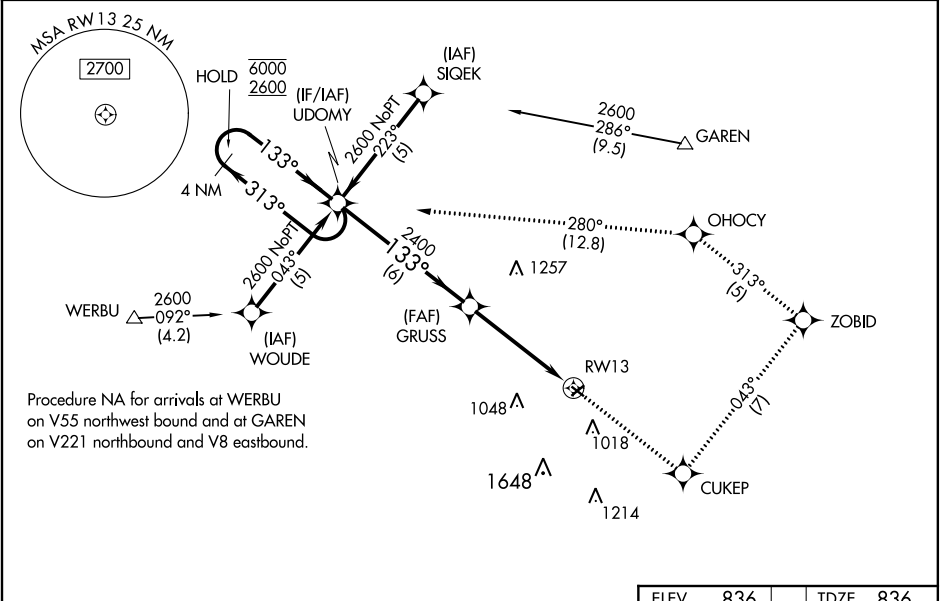 MSA RW13 25 NM
2700
HOLD
6000
2600
(IF/IAF)
UDOMY
(IAF)
SIQEK
2600 NoPT
223°
(5)
2600
286°
(9.5)
GAREN
133°
313°
4 NM
2600 NoPT
043°
(5)
2400
133°
(6)
280°
(12.8)
OHOCY
1257
313°
(5)
ZOBID
WERBU
2600
092°
(4.2)
(IAF)
WOUDE
(FAF)
GRUSS
RW13
043°
(7)
1048
1018
1648
1214
CUKEP
Procedure NA for arrivals at WERBU
on V55 northwest bound and at GAREN
on V221 northbound and V8 eastbound.
ELEV 836 TDZE 836